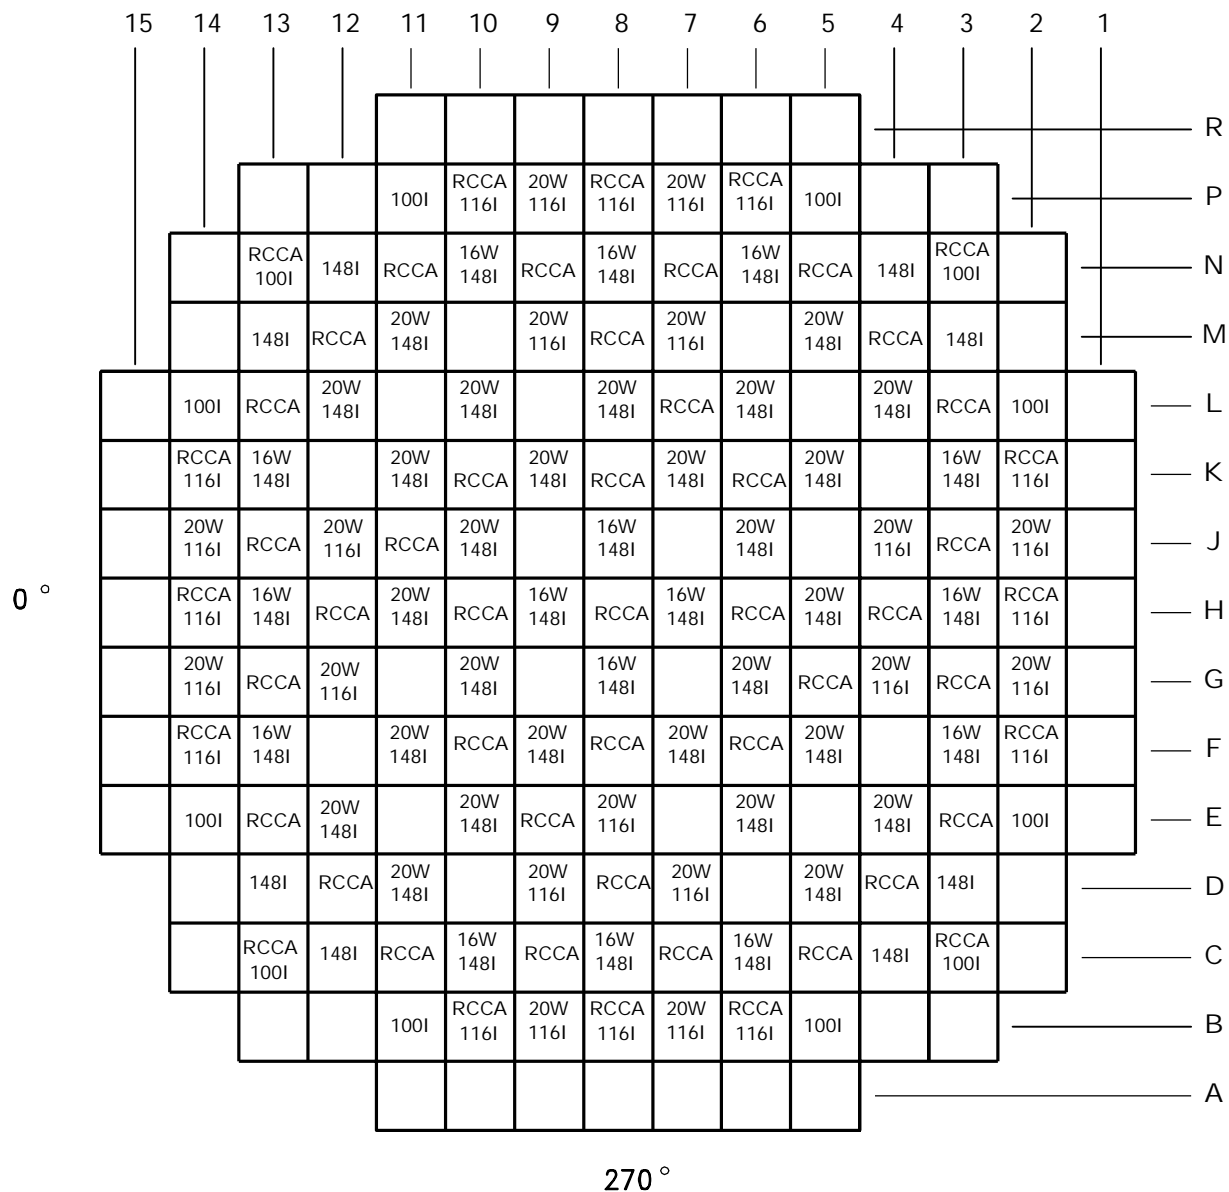 15 14 13 12 11 10 9 8 7 6 5 4 3 2 1
R
RCCA 20W RCCA 20W RCCA
100I 116I 116I 116I 116I 116I 100I P
RCCA 148I RCCA 16W RCCA 16W RCCA 16W RCCA 148I RCCA N
100I 148I 148I 148I 100I
20W 20W 20W 20W
148I RCCA 148I 116I RCCA 116I 148I RCCA 148I M
20W 20W 20W 20W 20W
100I RCCA 148I 148I 148I RCCA 148I 148I RCCA 100I L
RCCA 16W 20W 20W 20W 20W 16W RCCA
116I 148I 148I RCCA 148I RCCA 148I RCCA 148I 148I 116I K
20W 20W 20W 16W 20W 20W 20W
116I RCCA 116I RCCA 148I 148I 148I 116I RCCA 116I J
RCCA 16W 20W 16W 16W 20W 16W RCCA
0° 116I 148I RCCA 148I RCCA 148I RCCA 148I RCCA 148I RCCA 148I 116I H
20W 20W 20W 16W 20W 20W 20W
116I RCCA 116I 148I 148I 148I RCCA 116I RCCA 116I G
RCCA 16W 20W 20W 20W 20W 16W RCCA
116I 148I 148I RCCA 148I RCCA 148I RCCA 148I 148I 116I F
20W 20W 20W 20W 20W
100I RCCA 148I 148I RCCA 116I 148I 148I RCCA 100I E
20W 20W 20W 20W
148I RCCA 148I 116I RCCA 116I 148I RCCA 148I D
RCCA 148I RCCA 16W RCCA 16W RCCA 16W RCCA 148I RCCA C
100I 148I 148I 148I 100I
RCCA 20W RCCA 20W RCCA
100I 116I 116I 116I 116I 116I 100I B
A
270°